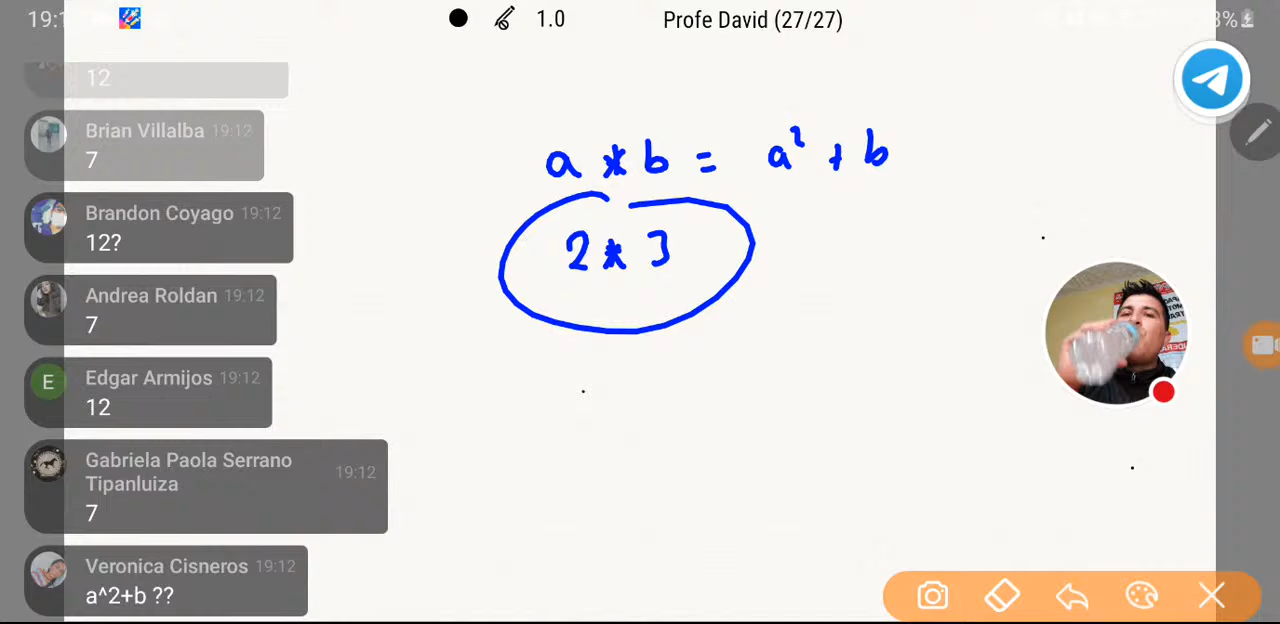 19:1
1.0
Profe David (27/27)
3%
12
Brian Villalba 19:12
7
Brandon Coyago 19:12
12?
Andrea Roldan 19:12
7
E
Edgar Armijos 19:12
12
Gabriela Paola Serrano
Tipanluiza 19:12
7
Veronica Cisneros 19:12
a^2+b ??
a * b = a² + b
2 * 3